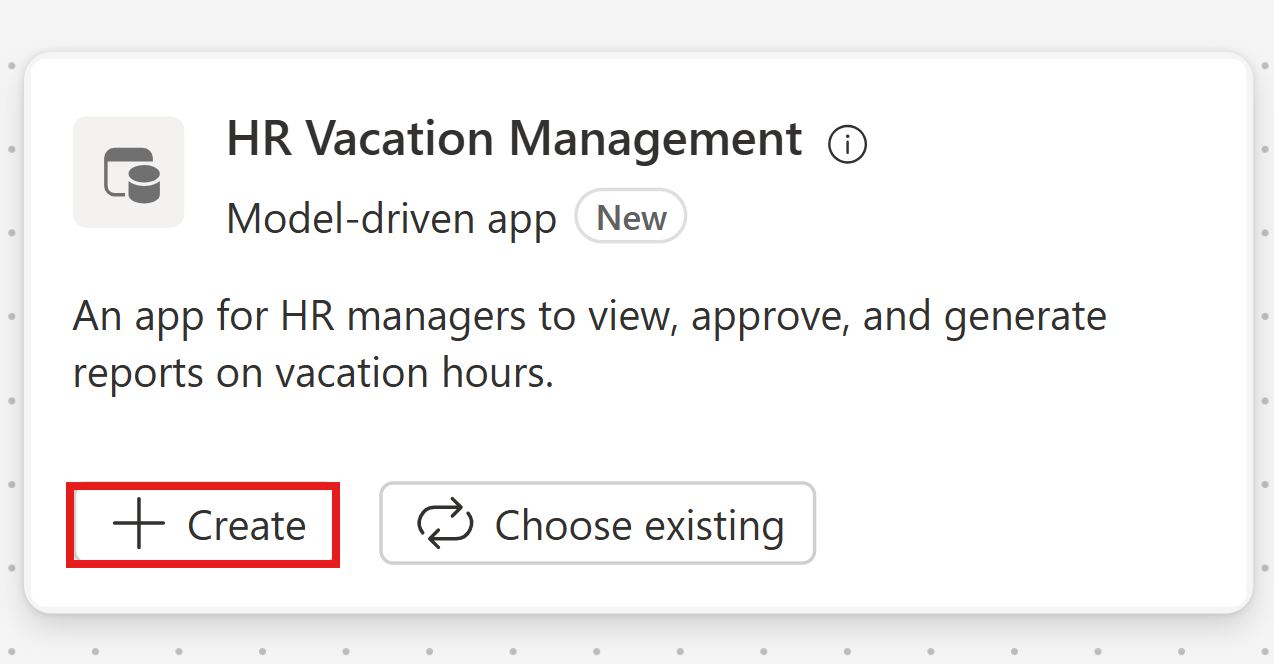 HR Vacation Management
Model-driven app New
An app for HR managers to view, approve, and generate
reports on vacation hours.
Create Choose existing